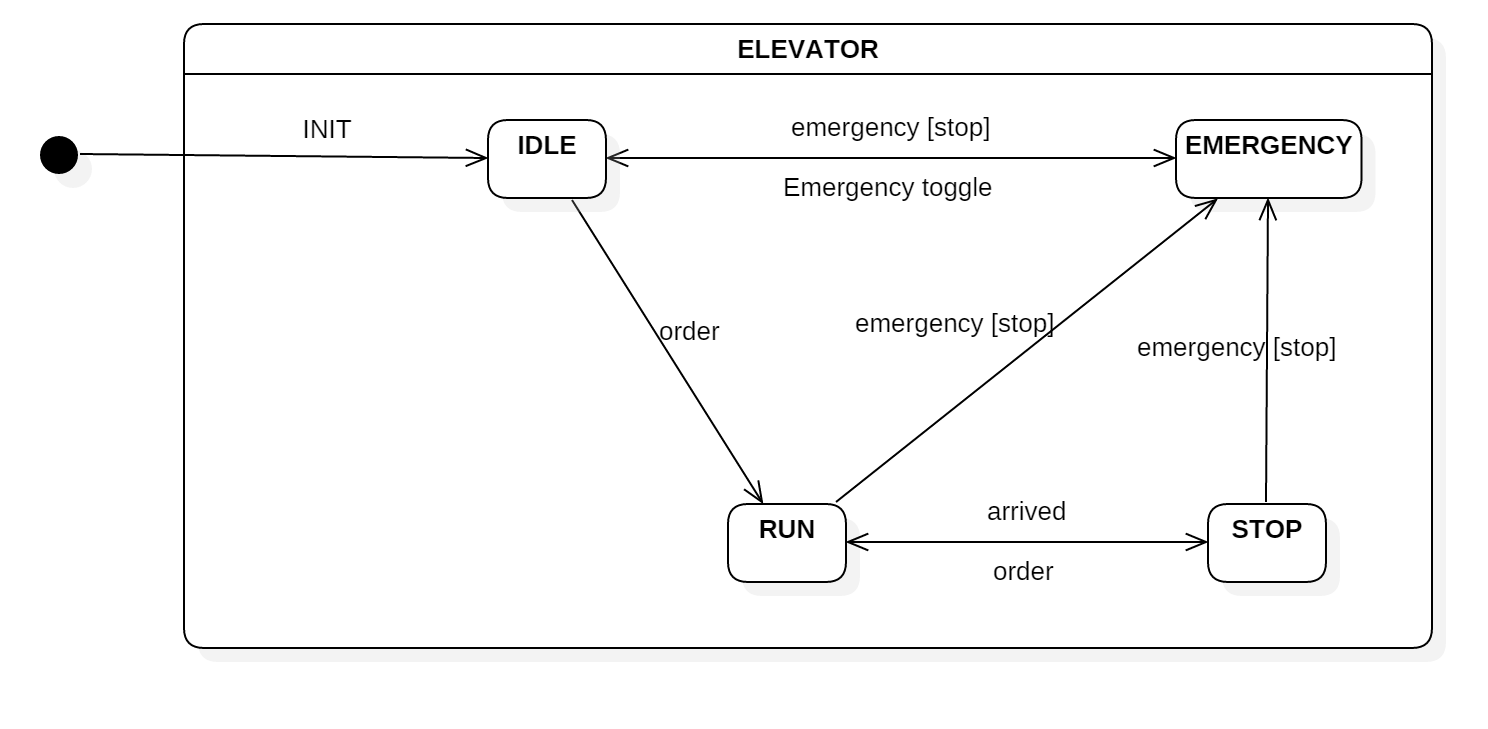 ELEVATOR
INIT
IDLE
emergency [stop]
EMERGENCY
Emergency toggle
order
emergency [stop]
emergency [stop]
RUN
arrived
STOP
order